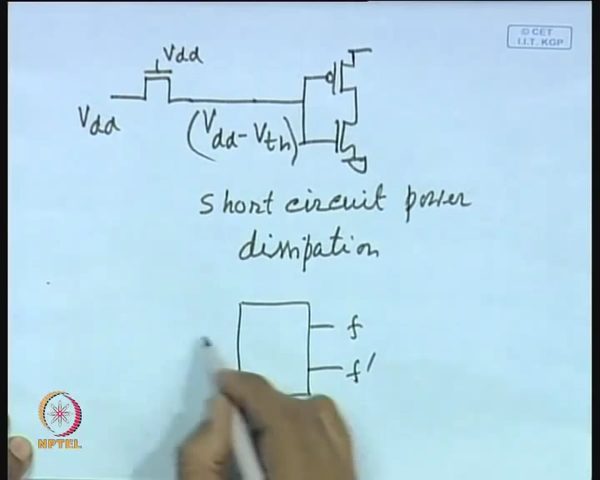 © CET
I.I.T. KGP
Vdd
Vdd
(Vdd - Vth)
short circuit power
dissipation
f
f'
NPTEL